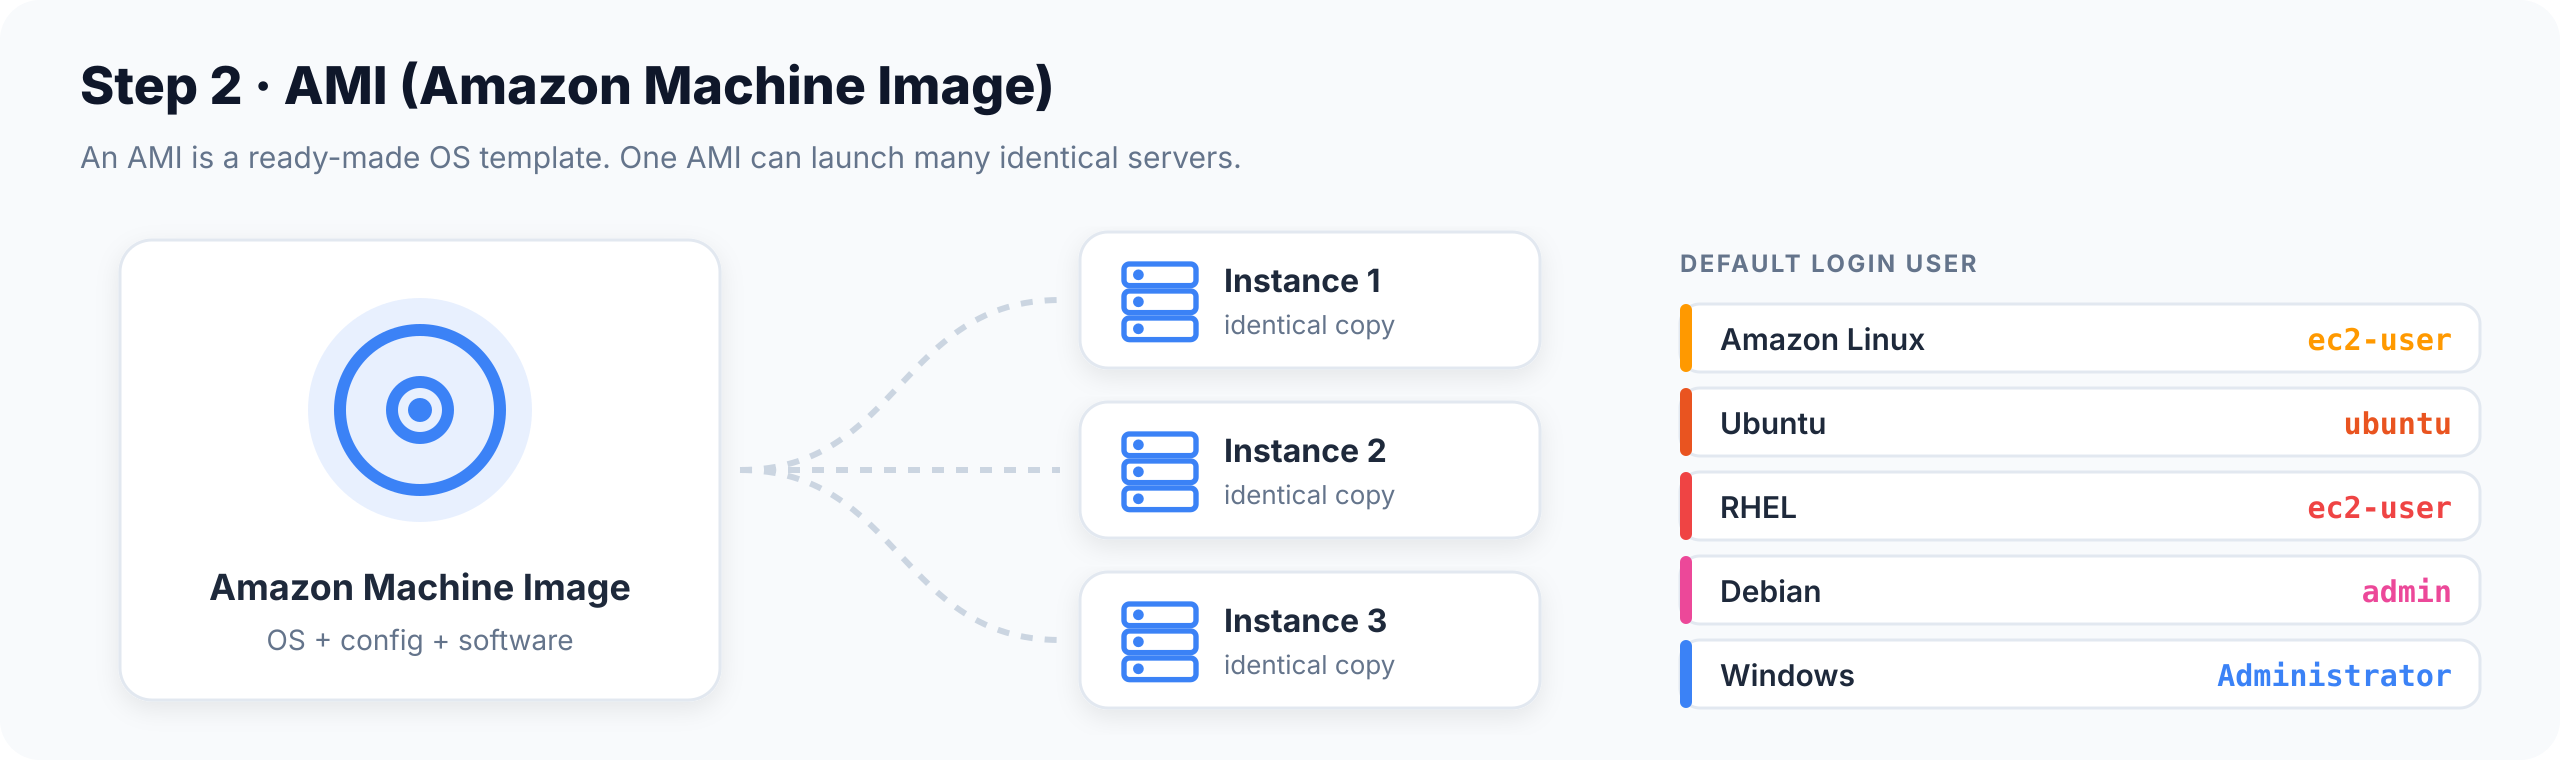 Step 2 · AMI (Amazon Machine Image)
An AMI is a ready-made OS template. One AMI can launch many identical servers.
Amazon Machine Image
OS + config + software
Instance 1
identical copy
Instance 2
identical copy
Instance 3
identical copy
DEFAULT LOGIN USER
Amazon Linux ec2-user
Ubuntu ubuntu
RHEL ec2-user
Debian admin
Windows Administrator